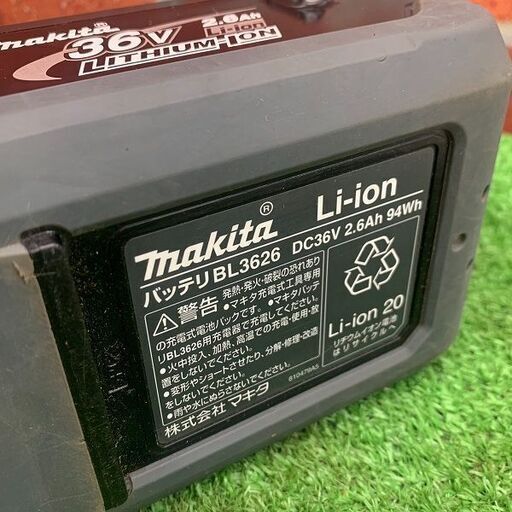 makita
36V
2.6AH
Li-ion
LITHIUM-ION
makita® Li-ion
バッテリBL3626 DC36V 2.6Ah 94Wh
警告 発熱・発火・破裂の恐れあり
●マキタ充電式工具専用
の充電式電池パックです。●マキタバッテ
リBL3626用充電器で充電してください。
●火中投入、加熱、高温での充電・使用・放
置をしないでください。
●変形やショートさせたり、分解・修理・改造
をしないでください。
●雨や水にぬらさないでください。
株式会社 マキタ
610479A5
Li-ion 20
リチウムイオン電池
はリサイクルへ